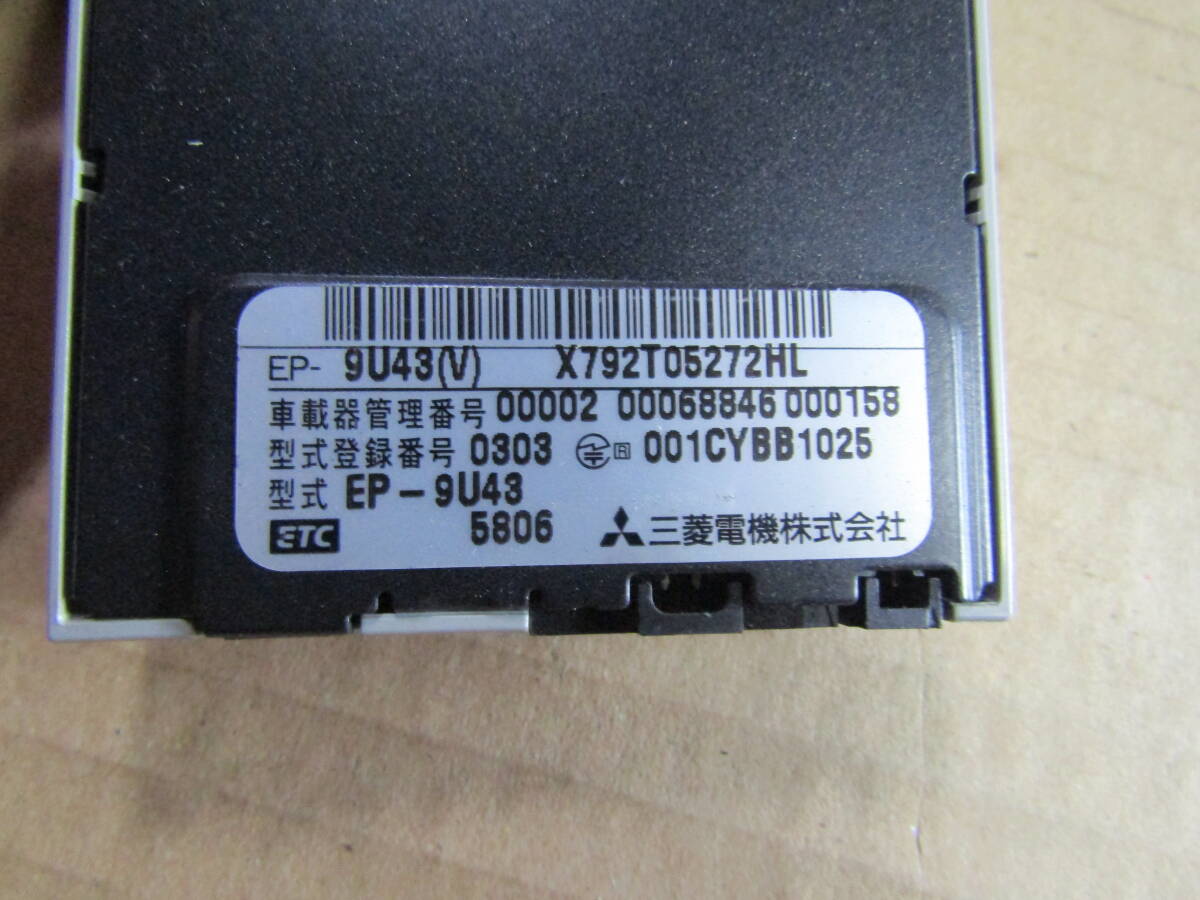 EP- 9U43(V) X792T05272HL
車載器管理番号 00002 00068846 000158
型式登録番号 0303 R 001CYBB1025
型式 EP-9U43
ETC 5806 三菱電機株式会社